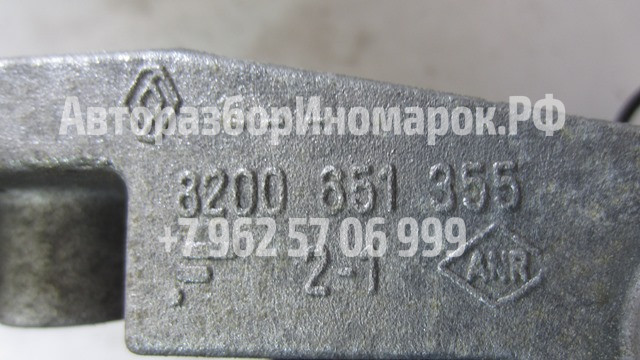 АвторазборИномарок.РФ
8200 651 355
+7 962 57 06 999
2-1
ANR